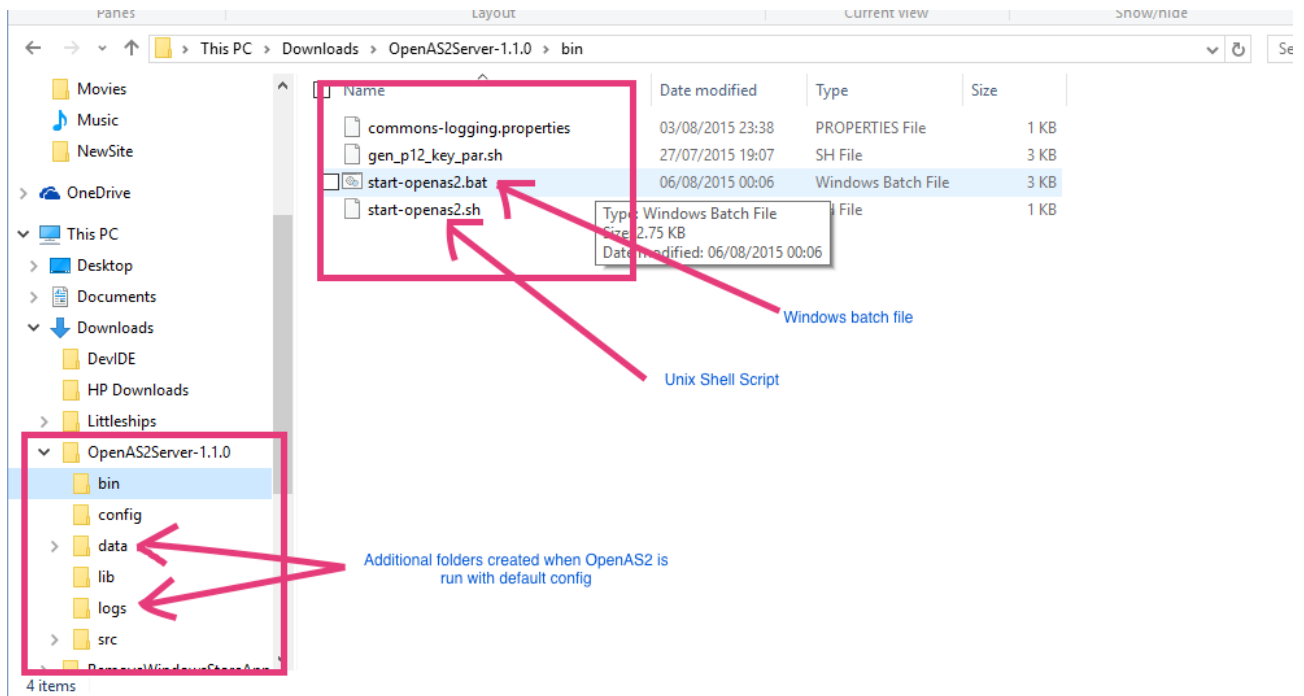 Panes Layout Current view Show/hide
This PC > Downloads > OpenAS2Server-1.1.0 > bin
Name Date modified Type Size
commons-logging.properties 03/08/2015 23:38 PROPERTIES File 1 KB
gen_p12_key_par.sh 27/07/2015 19:07 SH File 3 KB
start-openas2.bat 06/08/2015 00:06 Windows Batch File 3 KB
start-openas2.sh File 1 KB
Type: Windows Batch File
Size: 2.75 KB
Date modified: 06/08/2015 00:06
Windows batch file
Unix Shell Script
Additional folders created when OpenAS2 is
run with default config
Movies
Music
NewSite
OneDrive
This PC
Desktop
Documents
Downloads
DevIDE
HP Downloads
Littleships
OpenAS2Server-1.1.0
bin
config
data
lib
logs
src
4 items